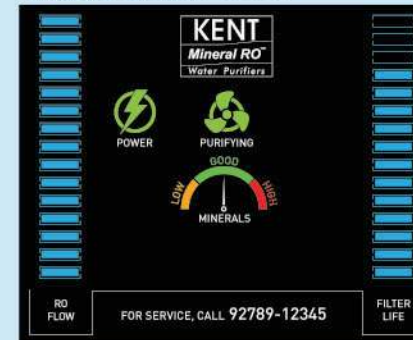 KENT
Mineral RO™
Water Purifiers
POWER
PURIFYING
LOW
GOOD
HIGH
MINERALS
RO
FLOW
FOR SERVICE, CALL 92789-12345
FILTER
LIFE